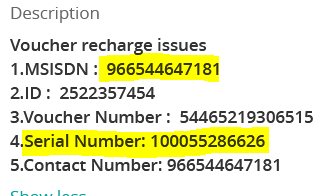 Description
Voucher recharge issues
1.MSISDN : 966544647181
2.ID : 2522357454
3.Voucher Number : 54465219306515
4.Serial Number: 100055286626
5.Contact Number: 966544647181
Show less